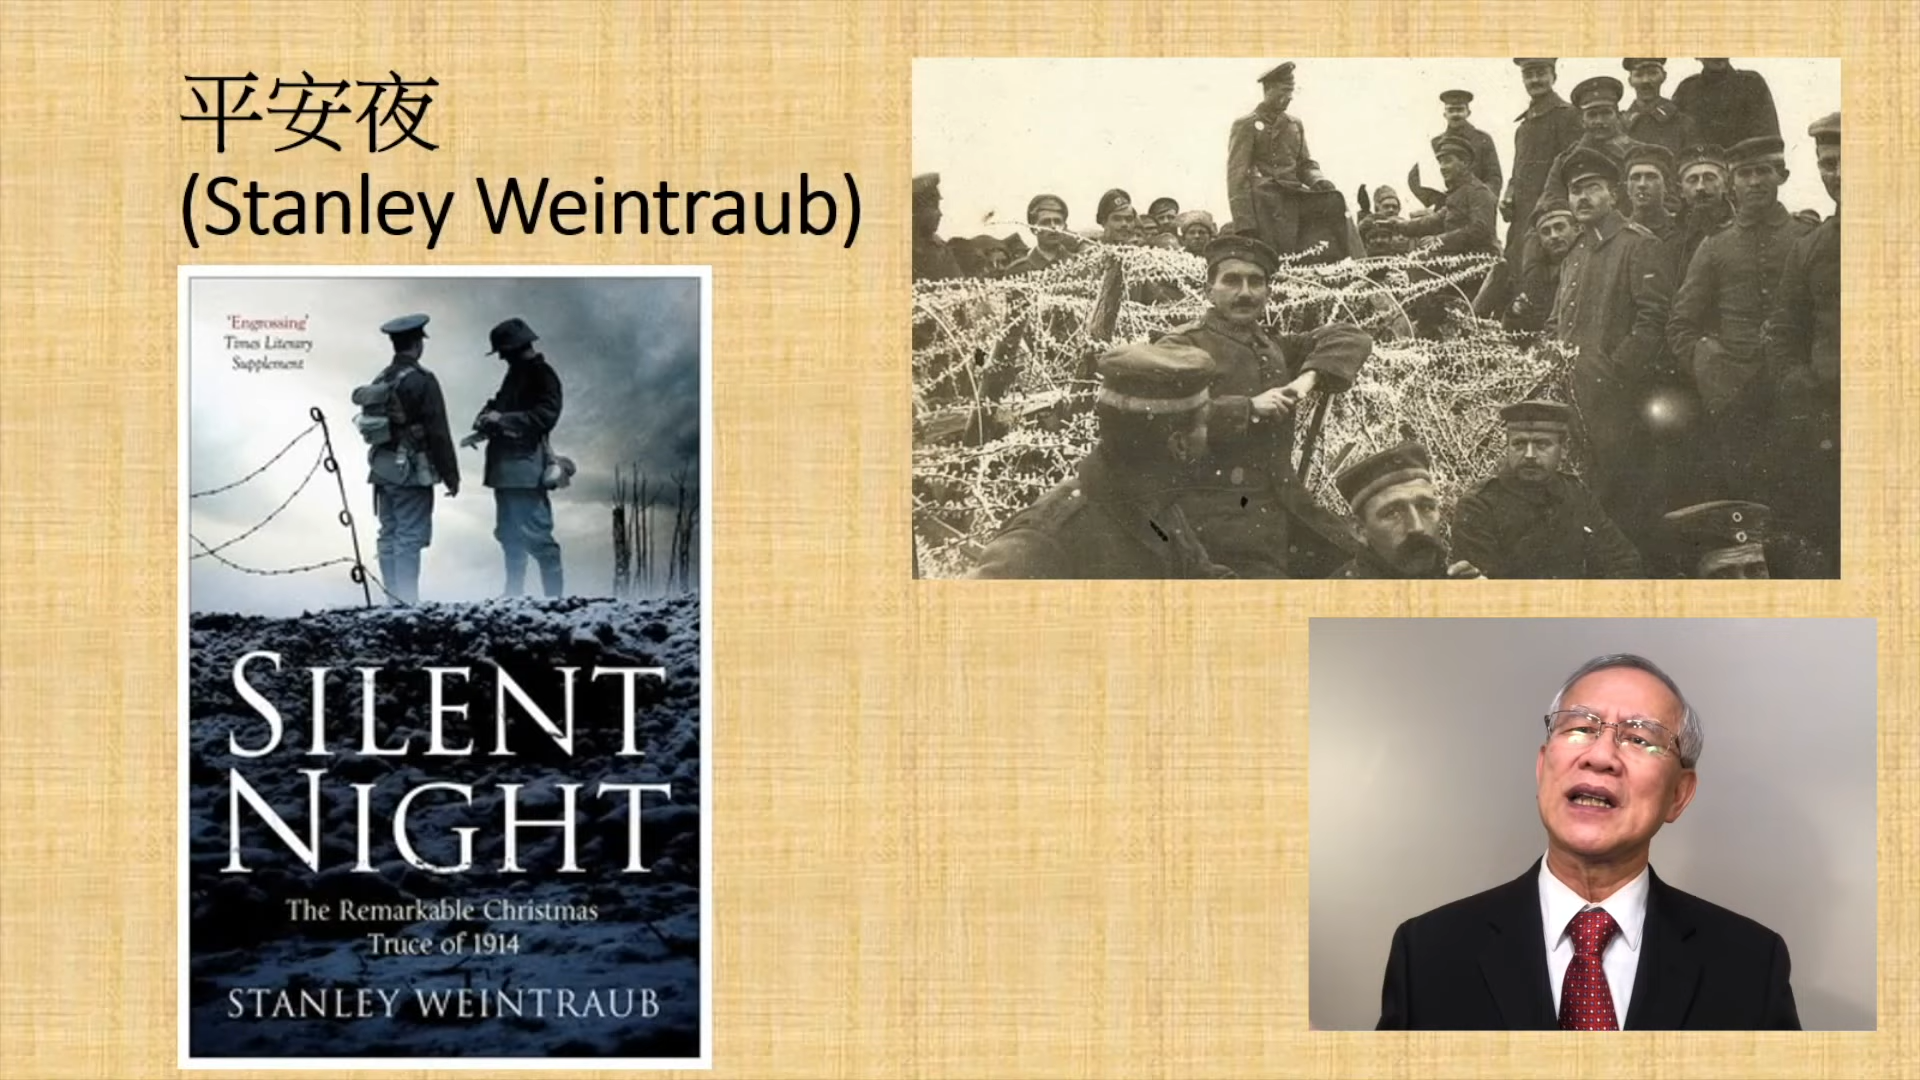 平安夜
(Stanley Weintraub)
'Engrossing'
Times Literary
Supplement
SILENT
NIGHT
The Remarkable Christmas
Truce of 1914
STANLEY WEINTRAUB